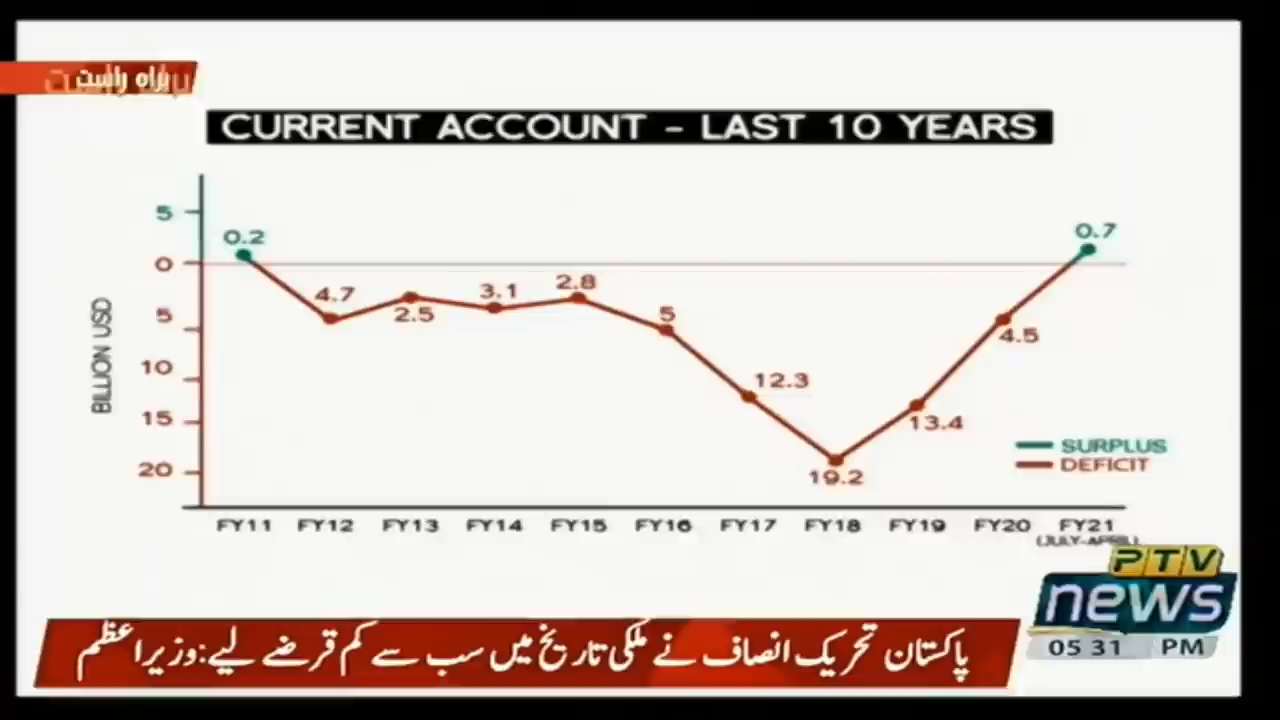 براہ راست
CURRENT ACCOUNT - LAST 10 YEARS
BILLION USD
5
0
5
10
15
20
0.2
4.7
2.5
3.1
2.8
5
12.3
19.2
13.4
4.5
0.7
SURPLUS
DEFICIT
FY11 FY12 FY13 FY14 FY15 FY16 FY17 FY18 FY19 FY20 FY21
(JULY-APRIL)
PTV
news
05 31 PM
پاکستان تحریک انصاف نے ملکی تاریخ میں سب سے کم قرضے لیے:وزیراعظم